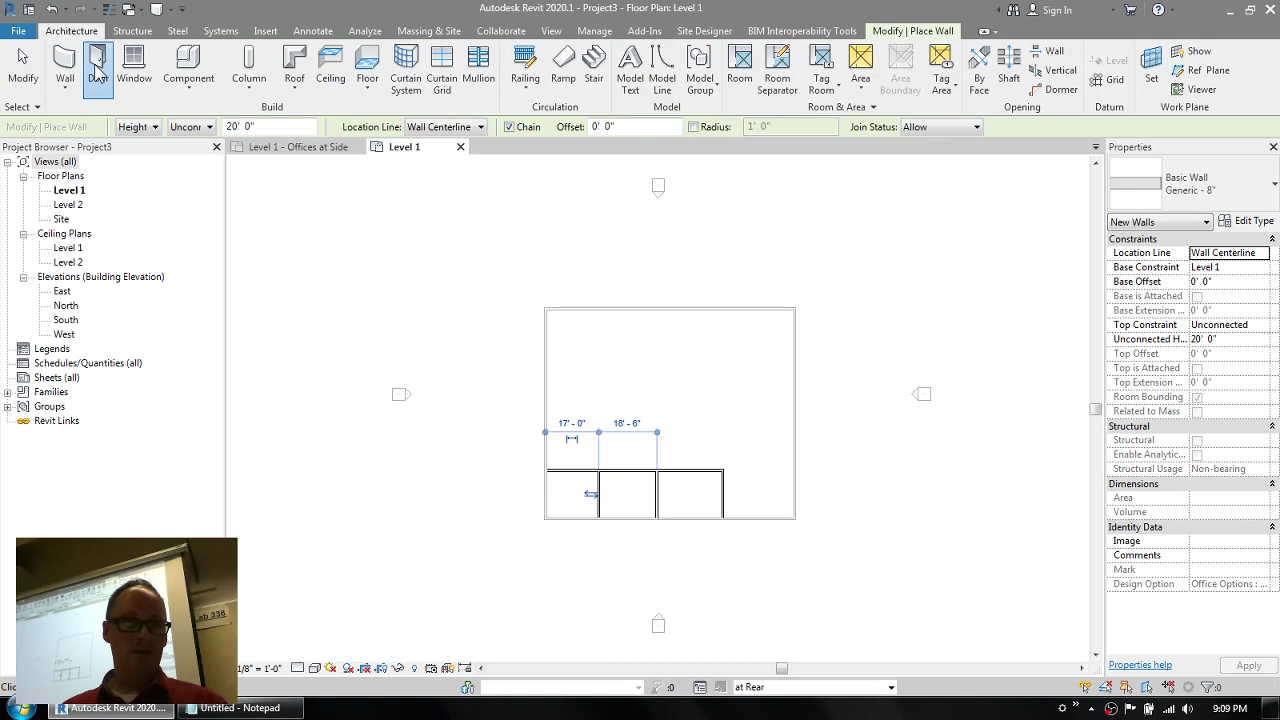 Autodesk Revit 2020.1 - Project3 - Floor Plan: Level 1
Sign In
File Architecture Structure Steel Systems Insert Annotate Analyze Massing & Site Collaborate View Manage Add-Ins Site Designer BIM Interoperability Tools Modify | Place Wall
Modify Wall Door Window Component Column Roof Ceiling Floor Curtain System Curtain Grid Mullion Railing Ramp Stair Model Text Model Line Model Group Room Room Separator Tag Room Area Area Boundary Tag Area By Face Shaft Wall Vertical Dormer Level Grid Set Show Ref Plane Viewer
Select Build Circulation Model Room & Area Opening Datum Work Plane
Modify | Place Wall Height Unconr 20' 0" Location Line: Wall Centerline Chain Offset: 0' 0" Radius: 1' 0" Join Status: Allow
Project Browser - Project3
Level 1 - Offices at Side
Level 1
Views (all)
Floor Plans
Level 1
Level 2
Site
Ceiling Plans
Level 1
Level 2
Elevations (Building Elevation)
East
North
South
West
Legends
Schedules/Quantities (all)
Sheets (all)
Families
Groups
Revit Links
17' - 0" 18' - 6"
Lab 338
Properties
Basic Wall
Generic - 8"
New Walls Edit Type
Constraints
Location Line Wall Centerline
Base Constraint Level 1
Base Offset 0' 0"
Base is Attached
Base Extension ... 0' 0"
Top Constraint Unconnected
Unconnected H... 20' 0"
Top Offset 0' 0"
Top is Attached
Top Extension ... 0' 0"
Room Bounding
Related to Mass
Structural
Structural
Enable Analytic...
Structural Usage Non-bearing
Dimensions
Area
Volume
Identity Data
Image
Comments
Mark
Design Option Office Options : ...
Properties help Apply
1/8" = 1'-0"
Clic
:0
at Rear
:0
Autodesk Revit 2020.... Untitled - Notepad
9:09 PM